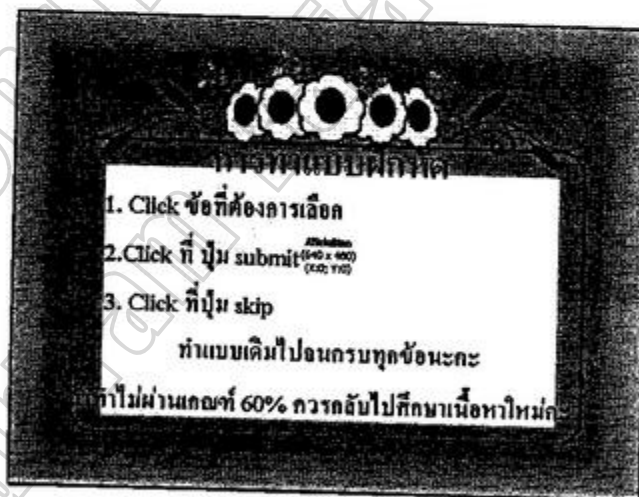 การทำแบบฝึกหัด
1. Click ข้อที่ต้องการเลือก
2.Click ที่ ปุ่ม submit
(640 x 480)
(X:0; Y:0)
3. Click ที่ปุ่ม skip
ทำแบบเดิมไปจนครบทุกข้อนะคะ
ถ้าไม่ผ่านเกณฑ์ 60% ควรกลับไปศึกษาเนื้อหาใหม่